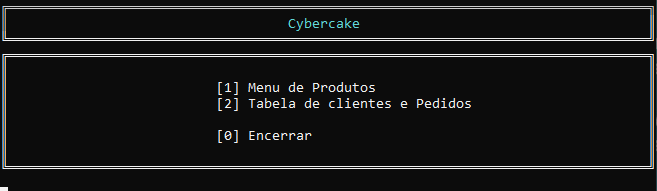 Cybercake
[1] Menu de Produtos
[2] Tabela de clientes e Pedidos
[0] Encerrar